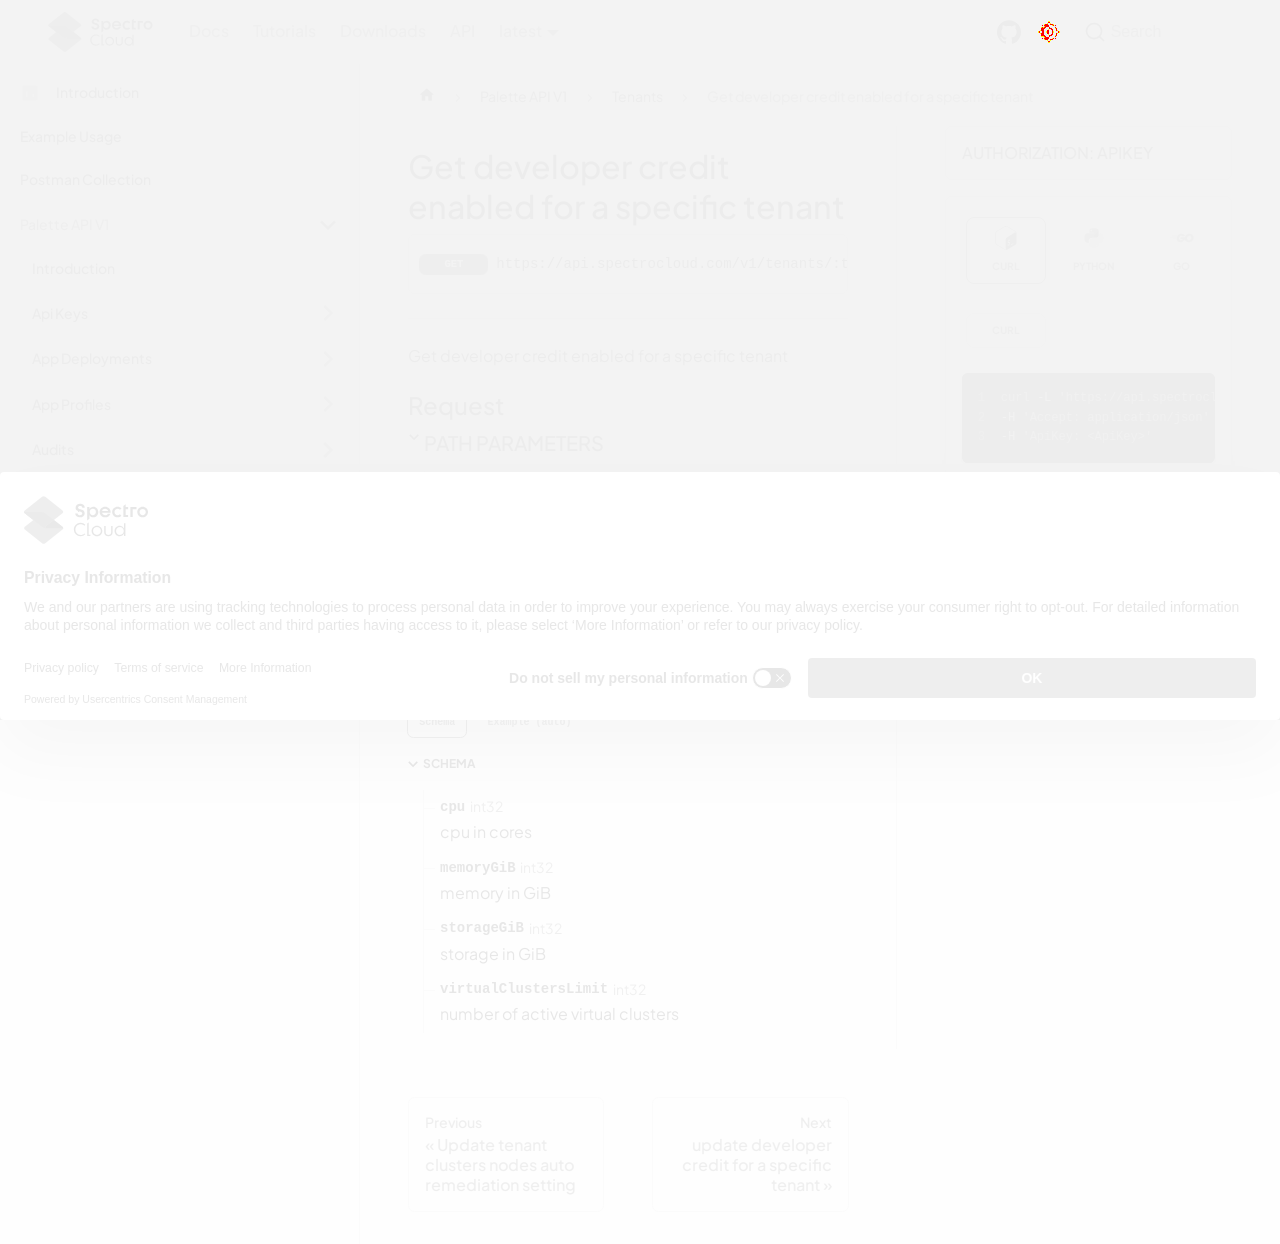 Spectro Cloud
Docs Tutorials Downloads API latest
Search
Introduction
Example Usage
Postman Collection
Palette API V1
Introduction
Api Keys
App Deployments
App Profiles
Audits
Palette API V1
Tenants
Get developer credit enabled for a specific tenant
Get developer credit
enabled for a specific tenant
GET https://api.spectrocloud.com/v1/tenants/:t
Get developer credit enabled for a specific tenant
Request
PATH PARAMETERS
AUTHORIZATION: APIKEY
CURL PYTHON GO
CURL
Spectro
Cloud
Privacy Information
We and our partners are using tracking technologies to process personal data in order to improve your experience. You may always exercise your consumer right to opt-out. For detailed information
about personal information we collect and third parties having access to it, please select 'More Information' or refer to our privacy policy.
Privacy policy Terms of service More Information
Do not sell my personal information
OK
Powered by Usercentrics Consent Management
Schema Example (auto)
SCHEMA
cpu int32
cpu in cores
memoryGiB int32
memory in GiB
storageGiB int32
storage in GiB
virtualClustersLimit int32
number of active virtual clusters
Previous
« Update tenant
clusters nodes auto
remediation setting
Next
update developer
credit for a specific
tenant »